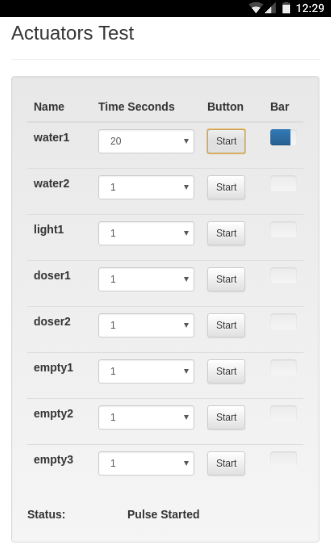 12:29
Actuators Test
Name Time Seconds Button Bar
water1 20 Start
water2 1 Start
light1 1 Start
doser1 1 Start
doser2 1 Start
empty1 1 Start
empty2 1 Start
empty3 1 Start
Status: Pulse Started